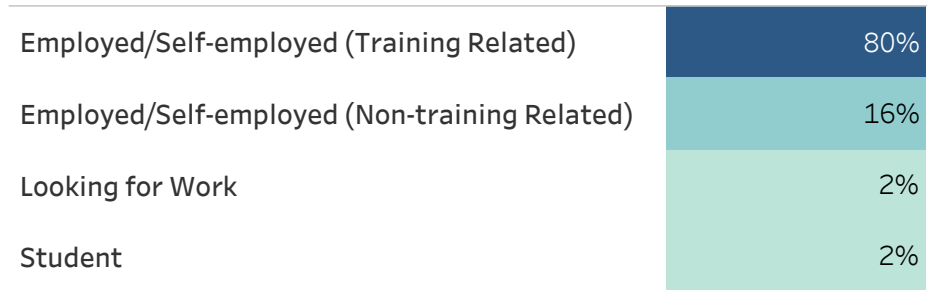 Employed/Self-employed (Training Related) 80%
Employed/Self-employed (Non-training Related) 16%
Looking for Work 2%
Student 2%